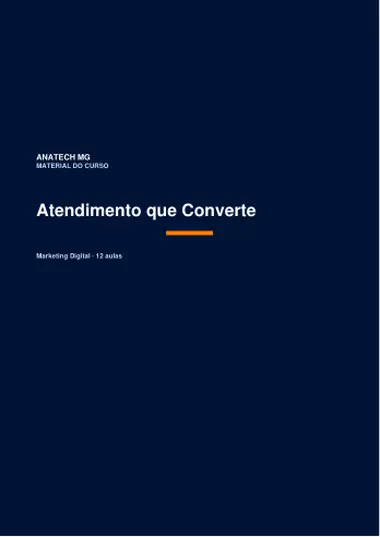 ANATECH MG
MATERIAL DO CURSO
Atendimento que Converte
Marketing Digital · 12 aulas